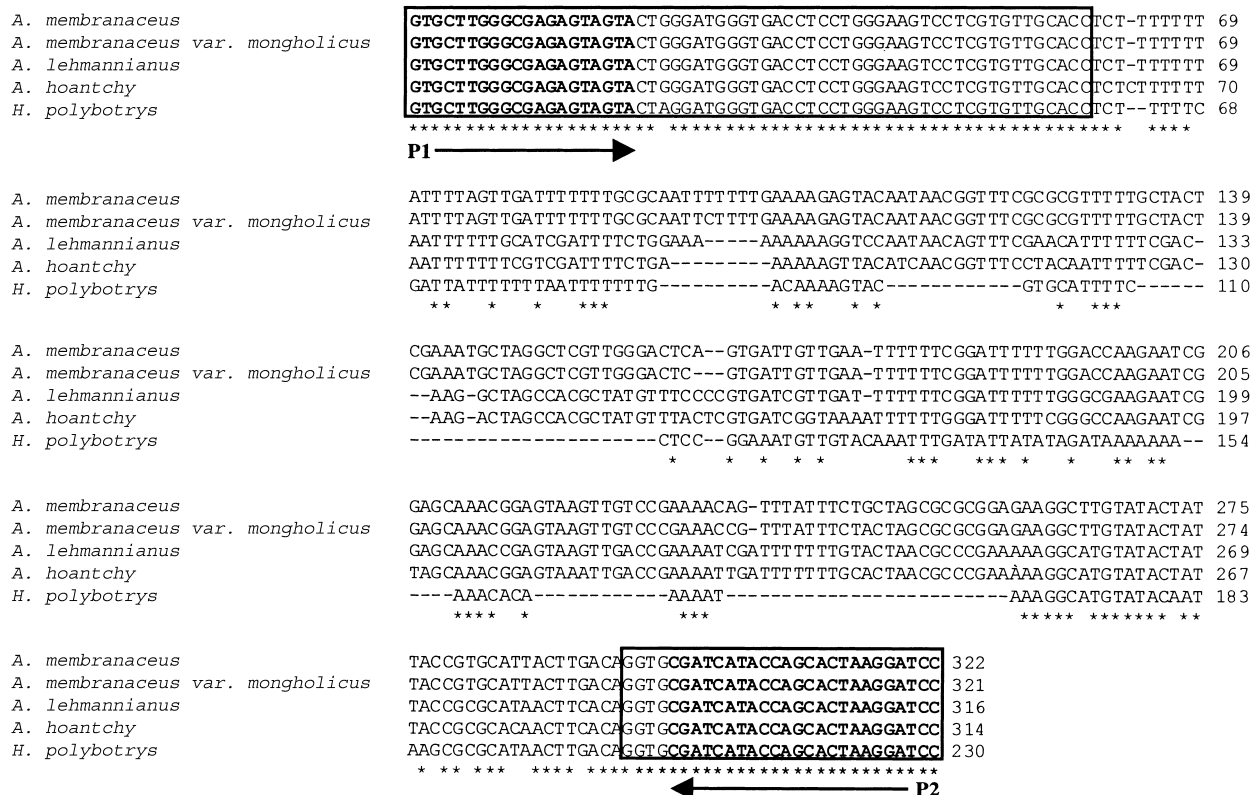 A. membranaceus GTGCTTGGGCGAGAGTAGTACTGGGATGGGTGACCTCCTGGGAAGTCCTCGTGTTGCACCTCT-TTTTTT 69
A. membranaceus var. mongholicus GTGCTTGGGCGAGAGTAGTACTGGGATGGGTGACCTCCTGGGAAGTCCTCGTGTTGCACCTCT-TTTTTT 69
A. lehmannianus GTGCTTGGGCGAGAGTAGTACTGGGATGGGTGACCTCCTGGGAAGTCCTCGTGTTGCACCTCT-TTTTTT 69
A. hoantchy GTGCTTGGGCGAGAGTAGTACTGGGATGGGTGACCTCCTGGGAAGTCCTCGTGTTGCACCTCTCTTTTTT 70
H. polybotrys GTGCTTGGGCGAGAGTAGTACTAGGATGGGTGACCTCCTGGGAAGTCCTCGTGTTGCACCTCT--TTTTC 68
********************** **************************************** ****
P1
A. membranaceus ATTTTAGTTGATTTTTTTGCGCAATTTTTTTGAAAAGAGTACAATAACGGTTTCGCGCGTTTTTGCTACT 139
A. membranaceus var. mongholicus ATTTTAGTTGATTTTTTTGCGCAATTCTTTTGAAAAGAGTACAATAACGGTTTCGCGCGTTTTTGCTACT 139
A. lehmannianus AATTTTTTGCATCGATTTTCTGGAAA-----AAAAAAGGTCCAATAACAGTTTCGAACATTTTTTCGAC- 133
A. hoantchy AATTTTTTTCGTCGATTTTCTGA---------AAAAAGTTACATCAACGGTTTCCTACAATTTTTCGAC- 130
H. polybotrys GATTATTTTTTTAATTTTTTTG----------ACAAAAGTAC------------GTGCATTTTC------ 110
** * * *** * ** * * * ***
A. membranaceus CGAAATGCTAGGCTCGTTGGGACTCA--GTGATTGTTGAA-TTTTTTCGGATTTTTTGGACCAAGAATCG 206
A. membranaceus var. mongholicus CGAAATGCTAGGCTCGTTGGGACTC---GTGATTGTTGAA-TTTTTTCGGATTTTTTGGACCAAGAATCG 205
A. lehmannianus --AAG-GCTAGCCACGCTATGTTTCCCCGTGATCGTTGAT-TTTTTTCGGATTTTTTGGGCGAAGAATCG 199
A. hoantchy --AAG-ACTAGCCACGCTATGTTTACTCGTGATCGGTAAAATTTTTTGGGATTTTTCGGGCCAAGAATCG 197
H. polybotrys ----------------------CTCC--GGAAATGTTGTACAAATTTGATATTATATAGATAAAAAAA-- 154
* * * * * *** *** * * ** **
A. membranaceus GAGCAAACGGAGTAAGTTGTCCGAAAACAG-TTTATTTCTGCTAGCGCGCGGAGAAGGCTTGTATACTAT 275
A. membranaceus var. mongholicus GAGCAAACGGAGTAAGTTGTCCGAAACCG-TTTATTTCTACTAGCGCGCGGAGAAGGCTTGTATACTAT 274
A. lehmannianus GAGCAAACCGAGTAAGTTGACCGAAAATCGATTTTTTTGTACTAACGCCCGAAAAAGGCATGTATACTAT 269
A. hoantchy TAGCAAACGGAGTAAATTGACCGAAAATTGATTTTTTTGCACTAACGCCCGAAÀAAGGCATGTATACTAT 267
H. polybotrys ----AAACACA------------AAAAT-------------------------AAAGGCATGTATACAAT 183
**** * *** ***** ******* **
A. membranaceus TACCGTGCATTACTTGACAGGTGCGATCATACCAGCACTAAGGATCC 322
A. membranaceus var. mongholicus TACCGTGCATTACTTGACAGGTGCGATCATACCAGCACTAAGGATCC 321
A. lehmannianus TACCGCGCATAACTTCACAGGTGCGATCATACCAGCACTAAGGATCC 316
A. hoantchy TACCGCGCACAACTTCACAGGTGCGATCATACCAGCACTAAGGATCC 314
H. polybotrys AAGCGCGCATAACTTGACAGGTGCGATCATACCAGCACTAAGGATCC 230
* ** *** **** *******************************
P2